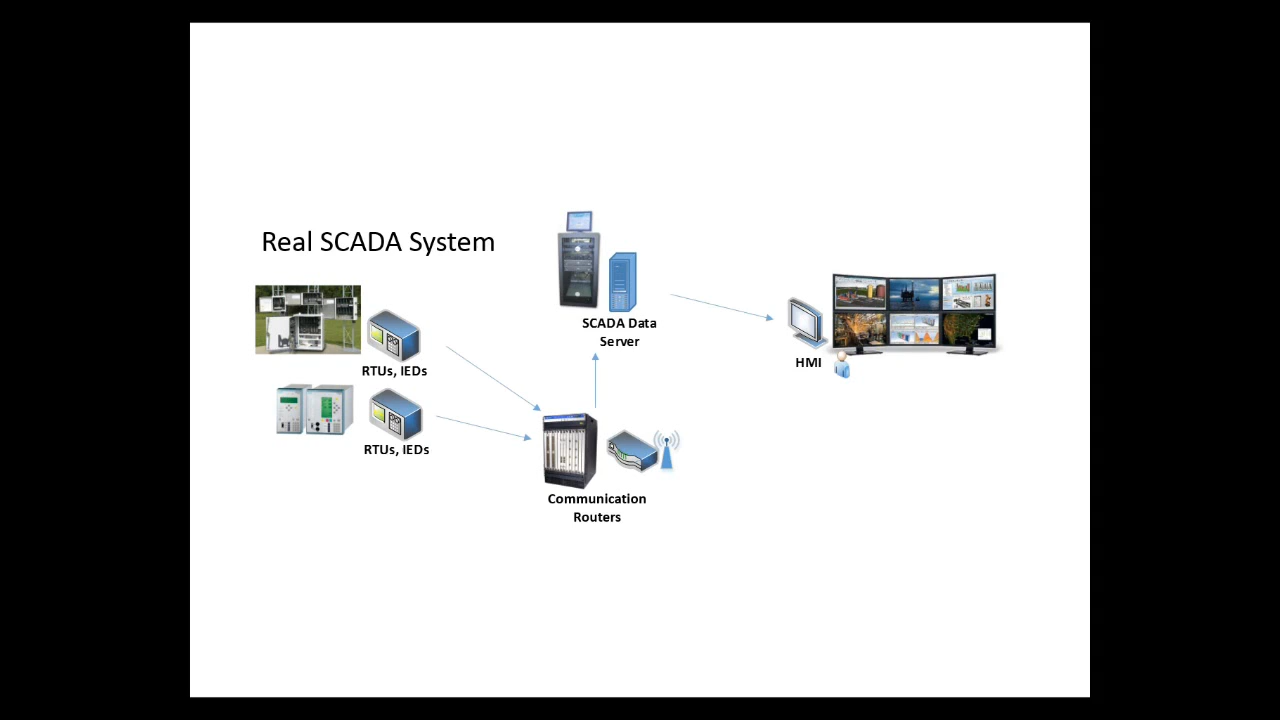 Real SCADA System
SCADA Data
Server
RTUs, IEDs
HMI
RTUs, IEDs
Communication
Routers